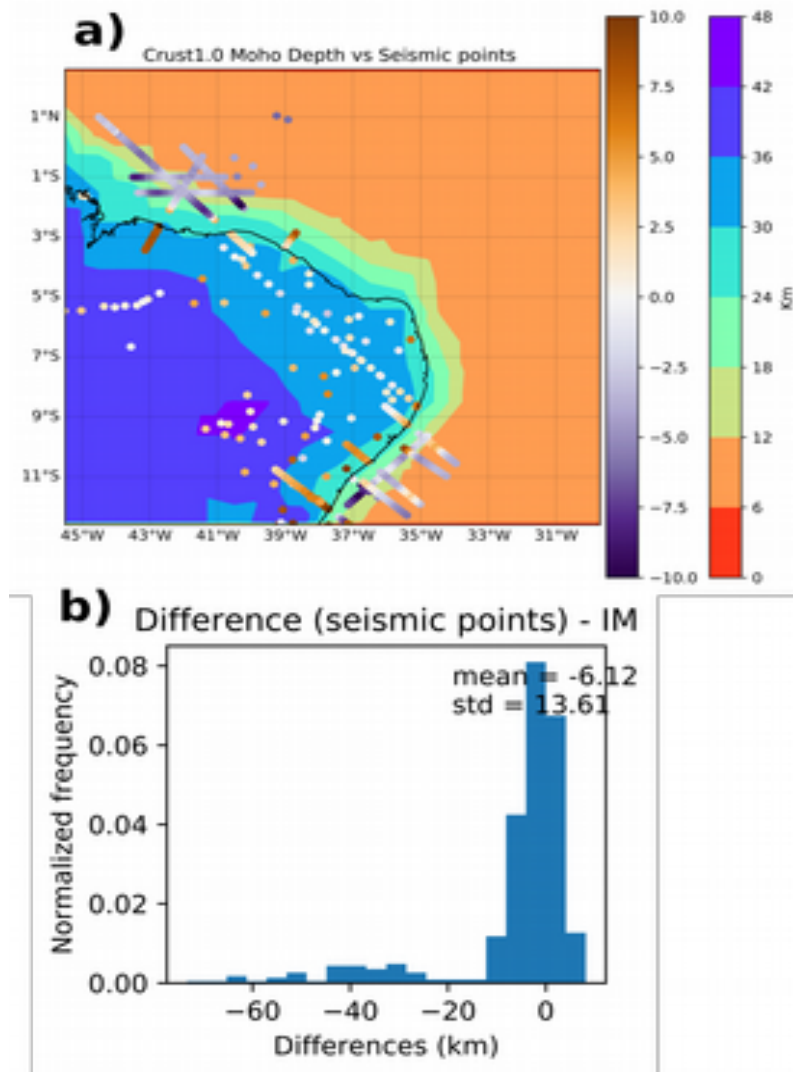 a)
Crust1.0 Moho Depth vs Seismic points
1°N
1°S
3°S
5°S
7°S
9°S
11°S
45°W 43°W 41°W 39°W 37°W 35°W 33°W 31°W
10.0
7.5
5.0
2.5
0.0
−2.5
−5.0
−7.5
−10.0
48
42
36
30
24
18
12
6
0
Km
b)
Difference (seismic points) - IM
mean = -6.12
std = 13.61
Normalized frequency
0.08
0.06
0.04
0.02
0.00
−60 −40 −20 0
Differences (km)